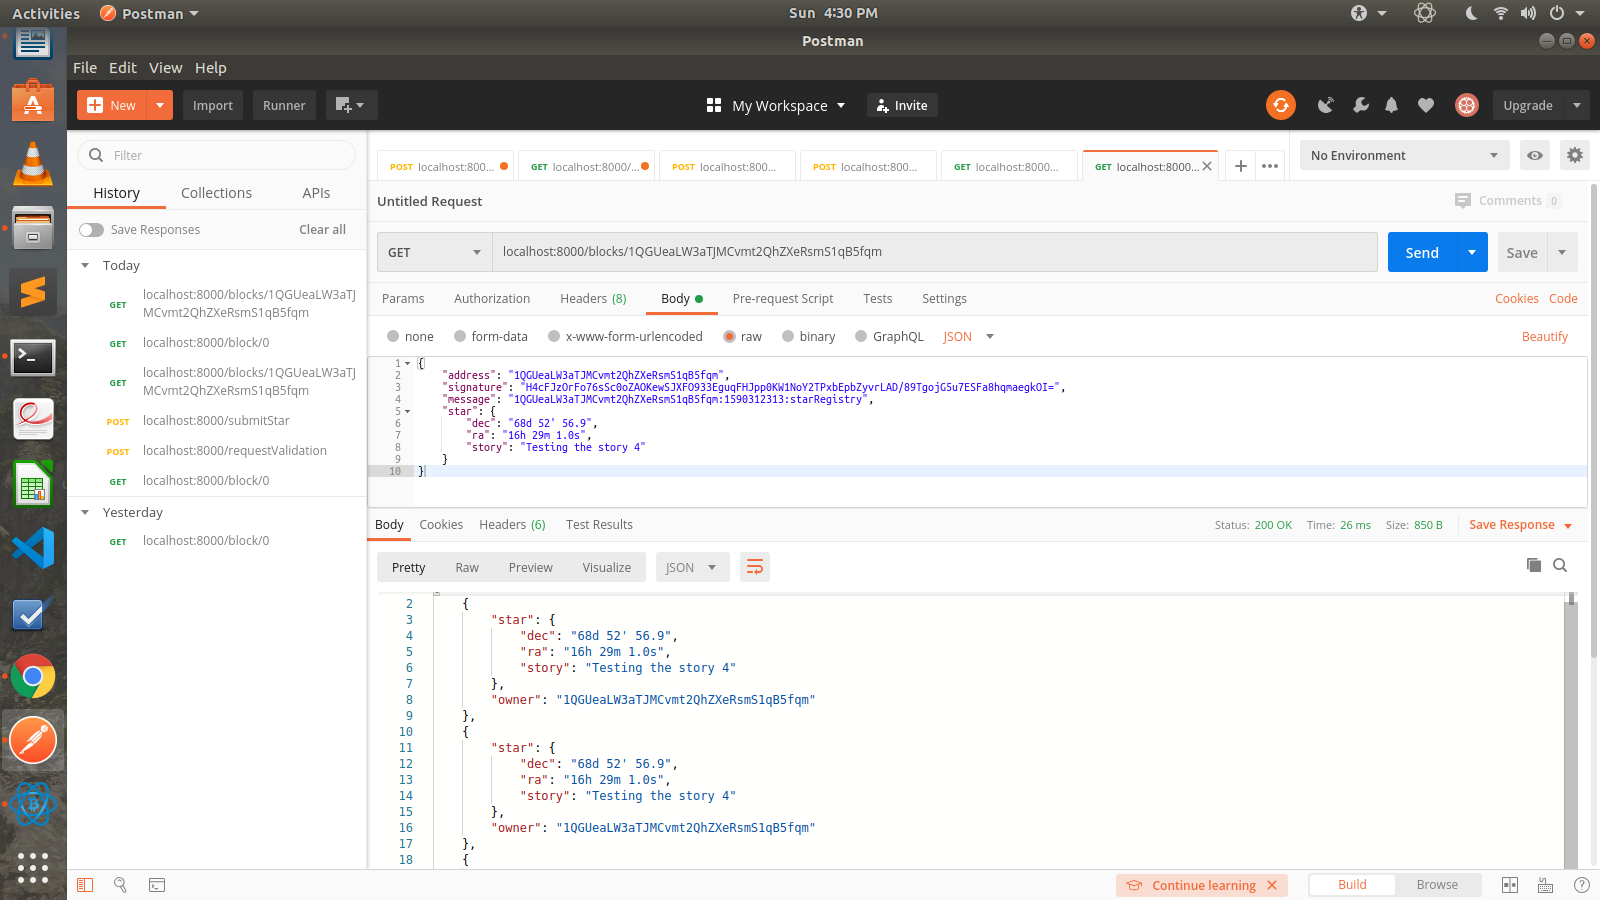 Activities Postman Sun 4:30 PM
Postman
File Edit View Help
New Import Runner My Workspace Invite Upgrade
Filter
History Collections APIs
Save Responses Clear all
Today
GET localhost:8000/blocks/1QGUeaLW3aTJ
MCvmt2QhZXeRsmS1qB5fqm
GET localhost:8000/block/0
GET localhost:8000/blocks/1QGUeaLW3aTJ
MCvmt2QhZXeRsmS1qB5fqm
POST localhost:8000/submitStar
POST localhost:8000/requestValidation
GET localhost:8000/block/0
Yesterday
GET localhost:8000/block/0
POST localhost:800... GET localhost:8000/... POST localhost:800... POST localhost:800... GET localhost:8000... GET localhost:8000... No Environment
Untitled Request Comments 0
GET localhost:8000/blocks/1QGUeaLW3aTJMCvmt2QhZXeRsmS1qB5fqm Send Save
Params Authorization Headers (8) Body Pre-request Script Tests Settings Cookies Code
none form-data x-www-form-urlencoded raw binary GraphQL JSON Beautify
1 {
2 "address": "1QGUeaLW3aTJMCvmt2QhZXeRsmS1qB5fqm",
3 "signature": "H4cFJzOrFo76sSc0oZAOKewSJXFO933EguqFHJpp0KW1NoY2TPxbEpbZyvrLAD/89TgojG5u7ESFa8hqmaegkOI=",
4 "message": "1QGUeaLW3aTJMCvmt2QhZXeRsmS1qB5fqm:1590312313:starRegistry",
5 "star": {
6 "dec": "68d 52' 56.9",
7 "ra": "16h 29m 1.0s",
8 "story": "Testing the story 4"
9 }
10 }
Body Cookies Headers (6) Test Results Status: 200 OK Time: 26 ms Size: 850 B Save Response
Pretty Raw Preview Visualize JSON
2 {
3 "star": {
4 "dec": "68d 52' 56.9",
5 "ra": "16h 29m 1.0s",
6 "story": "Testing the story 4"
7 },
8 "owner": "1QGUeaLW3aTJMCvmt2QhZXeRsmS1qB5fqm"
9 },
10 {
11 "star": {
12 "dec": "68d 52' 56.9",
13 "ra": "16h 29m 1.0s",
14 "story": "Testing the story 4"
15 },
16 "owner": "1QGUeaLW3aTJMCvmt2QhZXeRsmS1qB5fqm"
17 },
18 {
Continue learning Build Browse